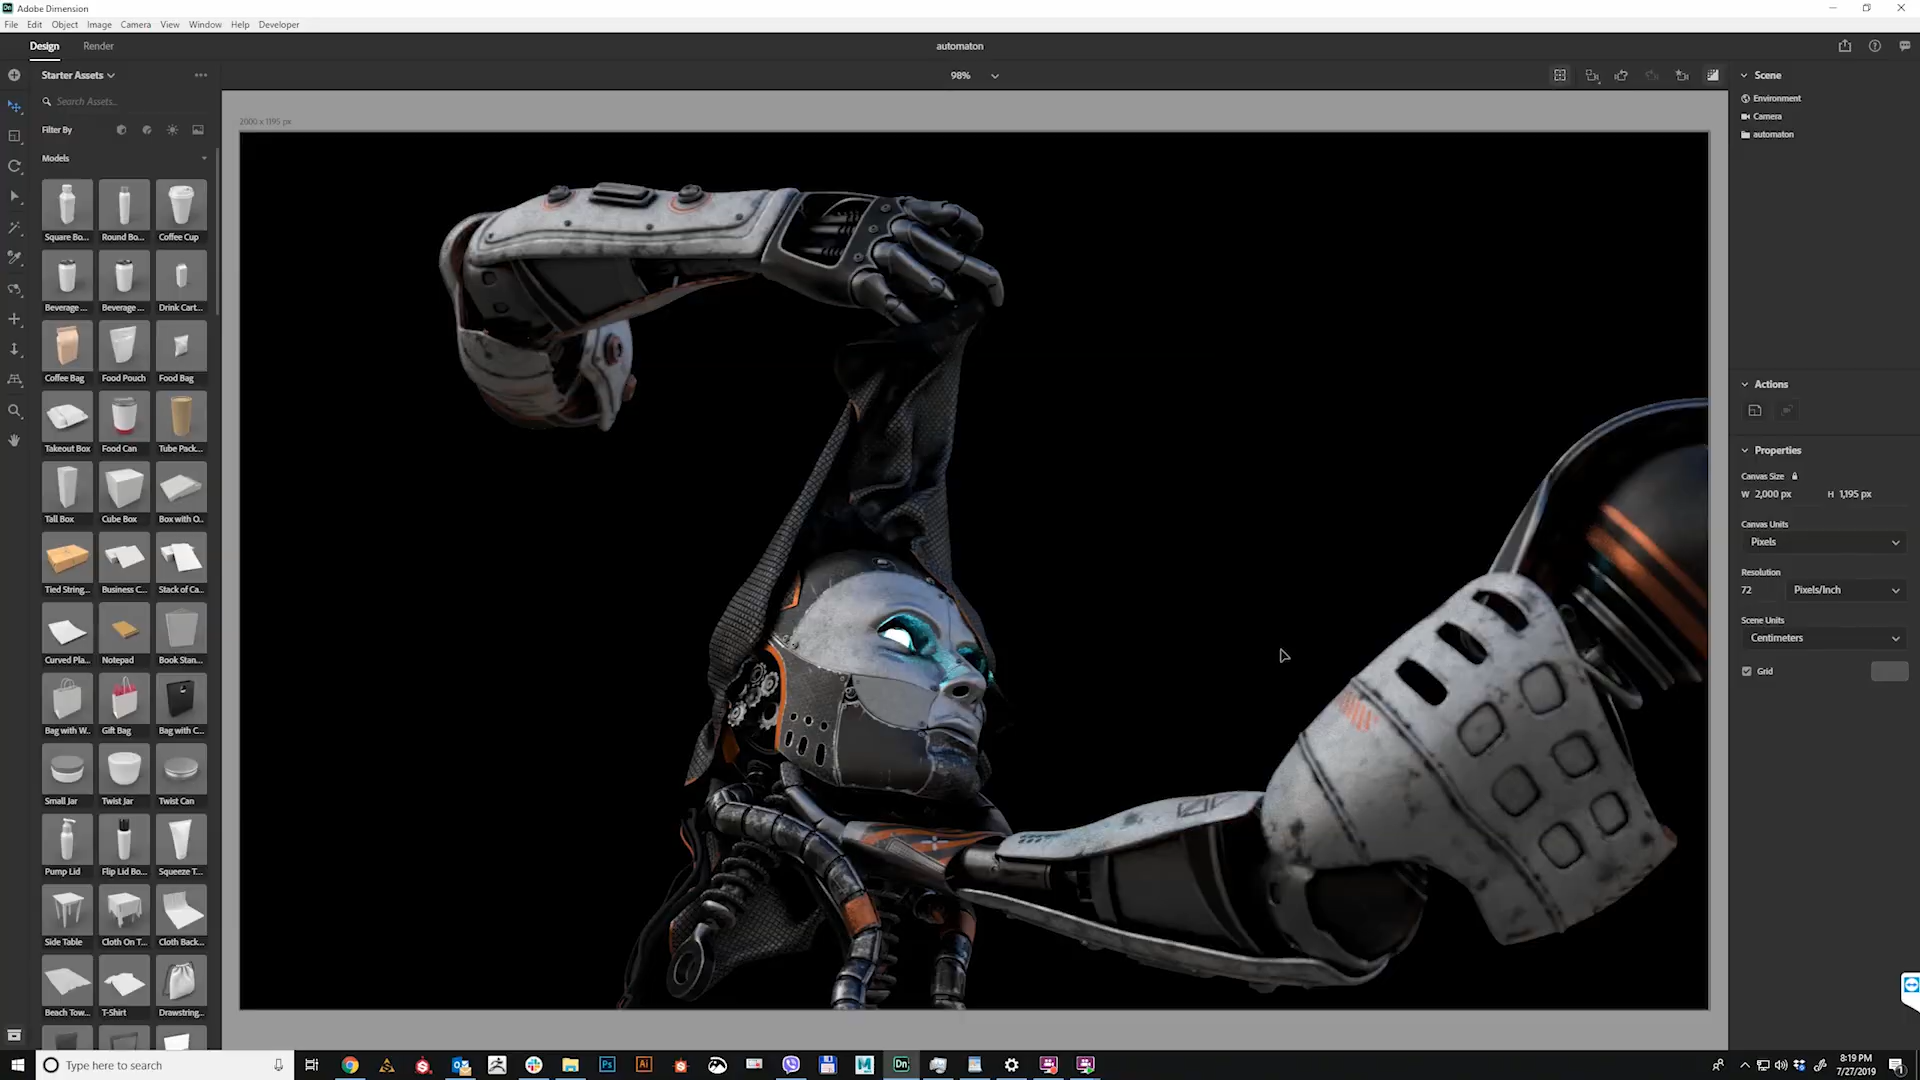 Adobe Dimension
File Edit Object Image Camera View Window Help Developer
Design Render
automaton
Starter Assets
98%
Search Assets...
Filter By
Models
Square Bo... Round Bo... Coffee Cup
Beverage ... Beverage ... Drink Cart...
Coffee Bag Food Pouch Food Bag
Takeout Box Food Can Tube Pack...
Tall Box Cube Box Box with O...
Tied String... Business C... Stack of Ca...
Curved Pla... Notepad Book Stan...
Bag with W... Gift Bag Bag with C...
Small Jar Twist Jar Twist Can
Pump Lid Flip Lid Bo... Squeeze T...
Side Table Cloth On T... Cloth Back...
Beach Tow... T-Shirt Drawstring...
2000 x 1195 px
Scene
Environment
Camera
automaton
Actions
Properties
Canvas Size
W 2,000 px H 1,195 px
Canvas Units
Pixels
Resolution
72 Pixels/Inch
Scene Units
Centimeters
Grid
Type here to search
Ps
Ai
Dn
8:19 PM
7/27/2019